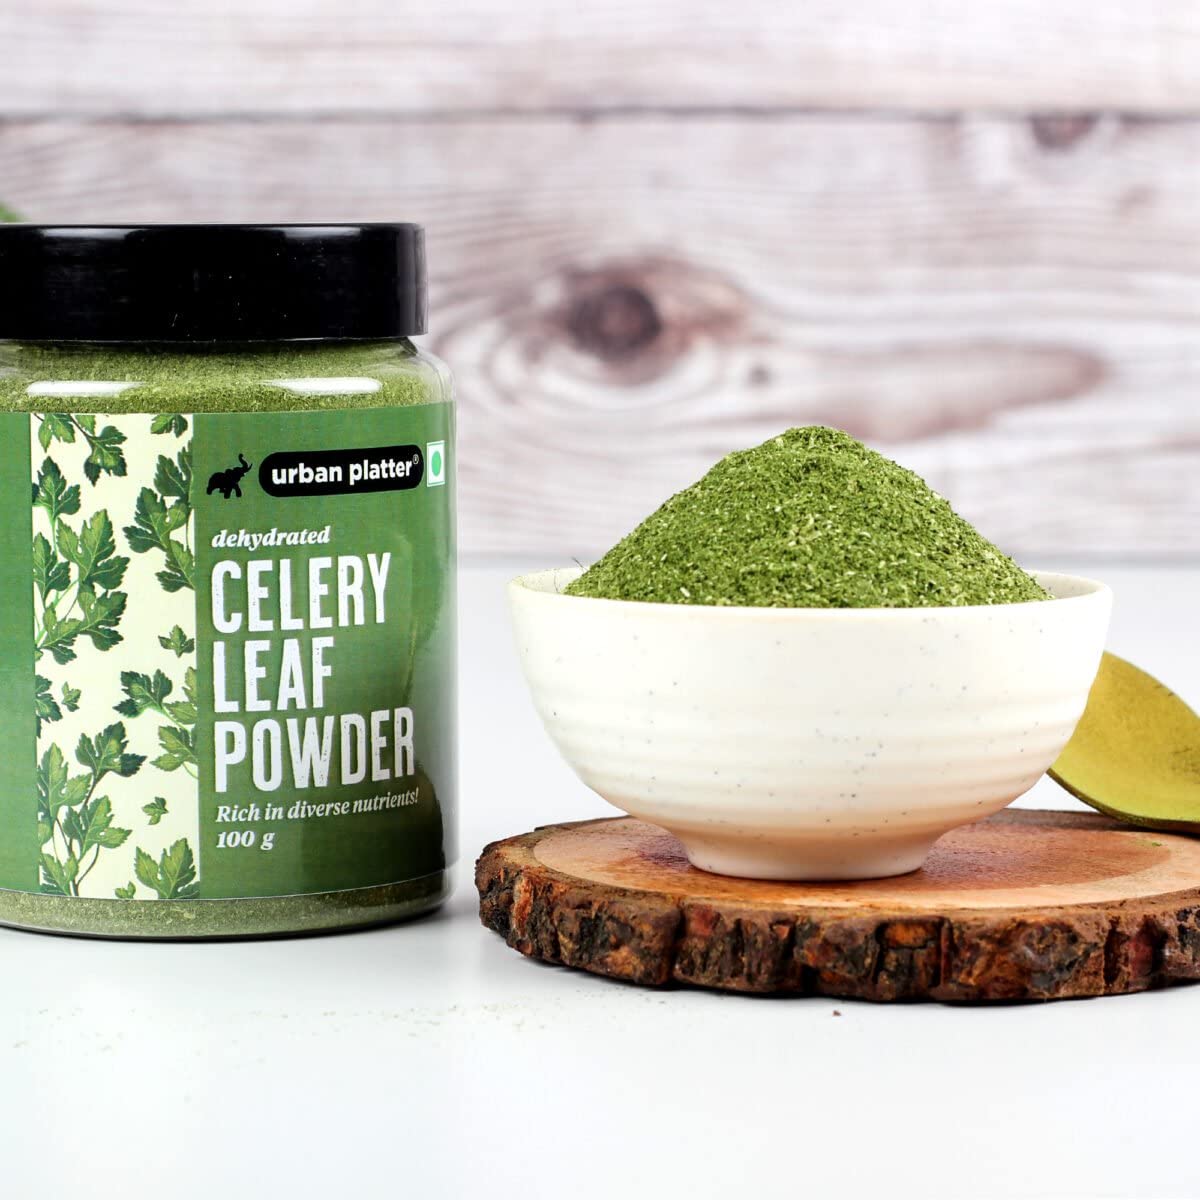 urban platter®
dehydrated
CELERY
LEAF
POWDER
Rich in diverse nutrients!
100 g